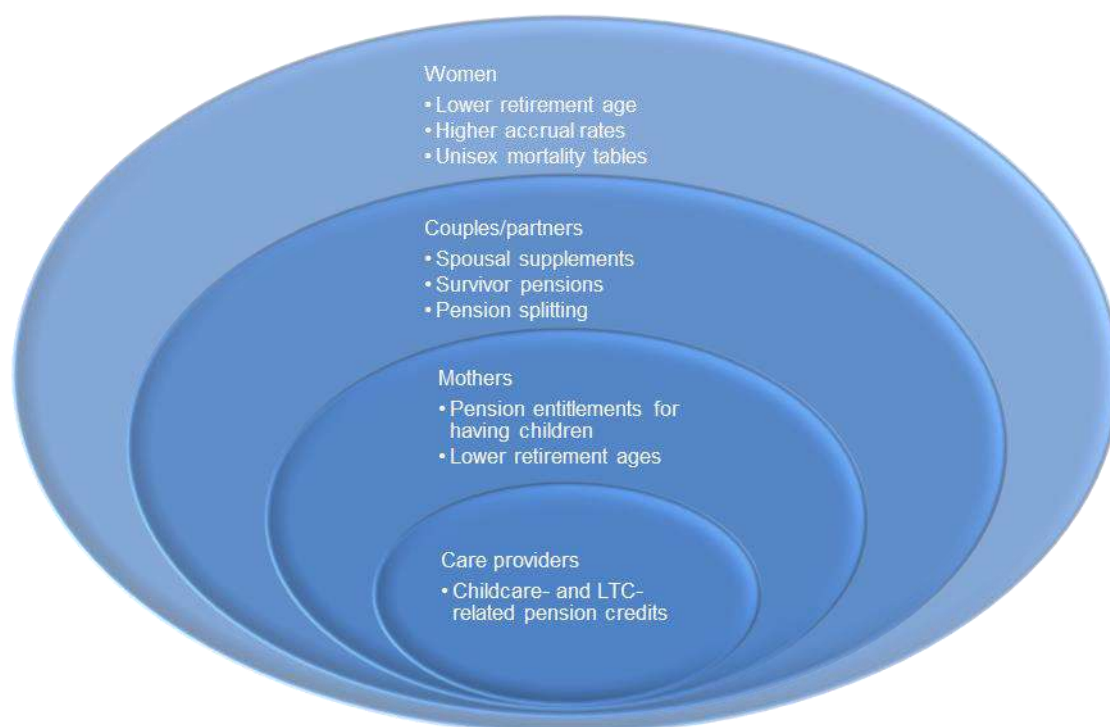 Women
• Lower retirement age
• Higher accrual rates
• Unisex mortality tables
Couples/partners
• Spousal supplements
• Survivor pensions
• Pension splitting
Mothers
• Pension entitlements for
having children
• Lower retirement ages
Care providers
• Childcare- and LTC-
related pension credits